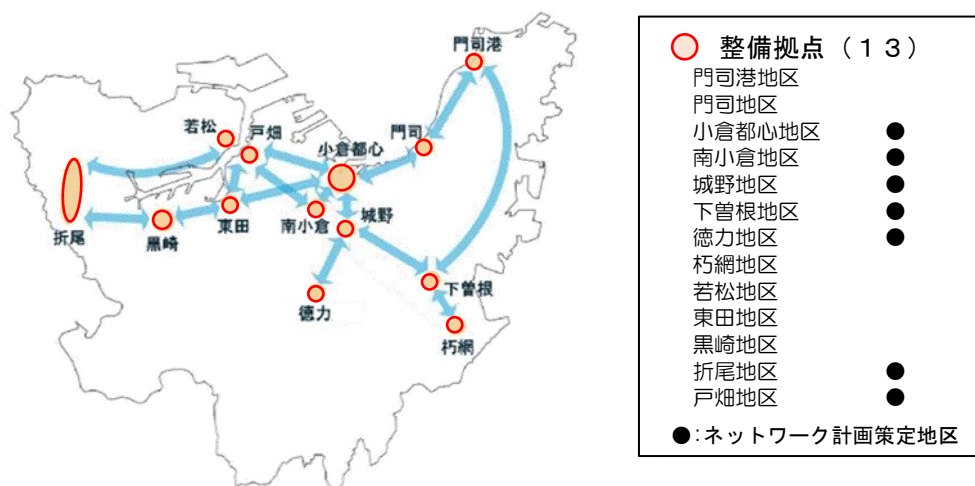 門司港
若松
戸畑
門司
小倉都心
折尾
黒崎
東田
南小倉
城野
徳力
下曽根
朽網
整備拠点（１３）
門司港地区
門司地区
小倉都心地区 ●
南小倉地区 ●
城野地区 ●
下曽根地区 ●
徳力地区 ●
朽網地区
若松地区
東田地区
黒崎地区
折尾地区 ●
戸畑地区 ●
●:ネットワーク計画策定地区